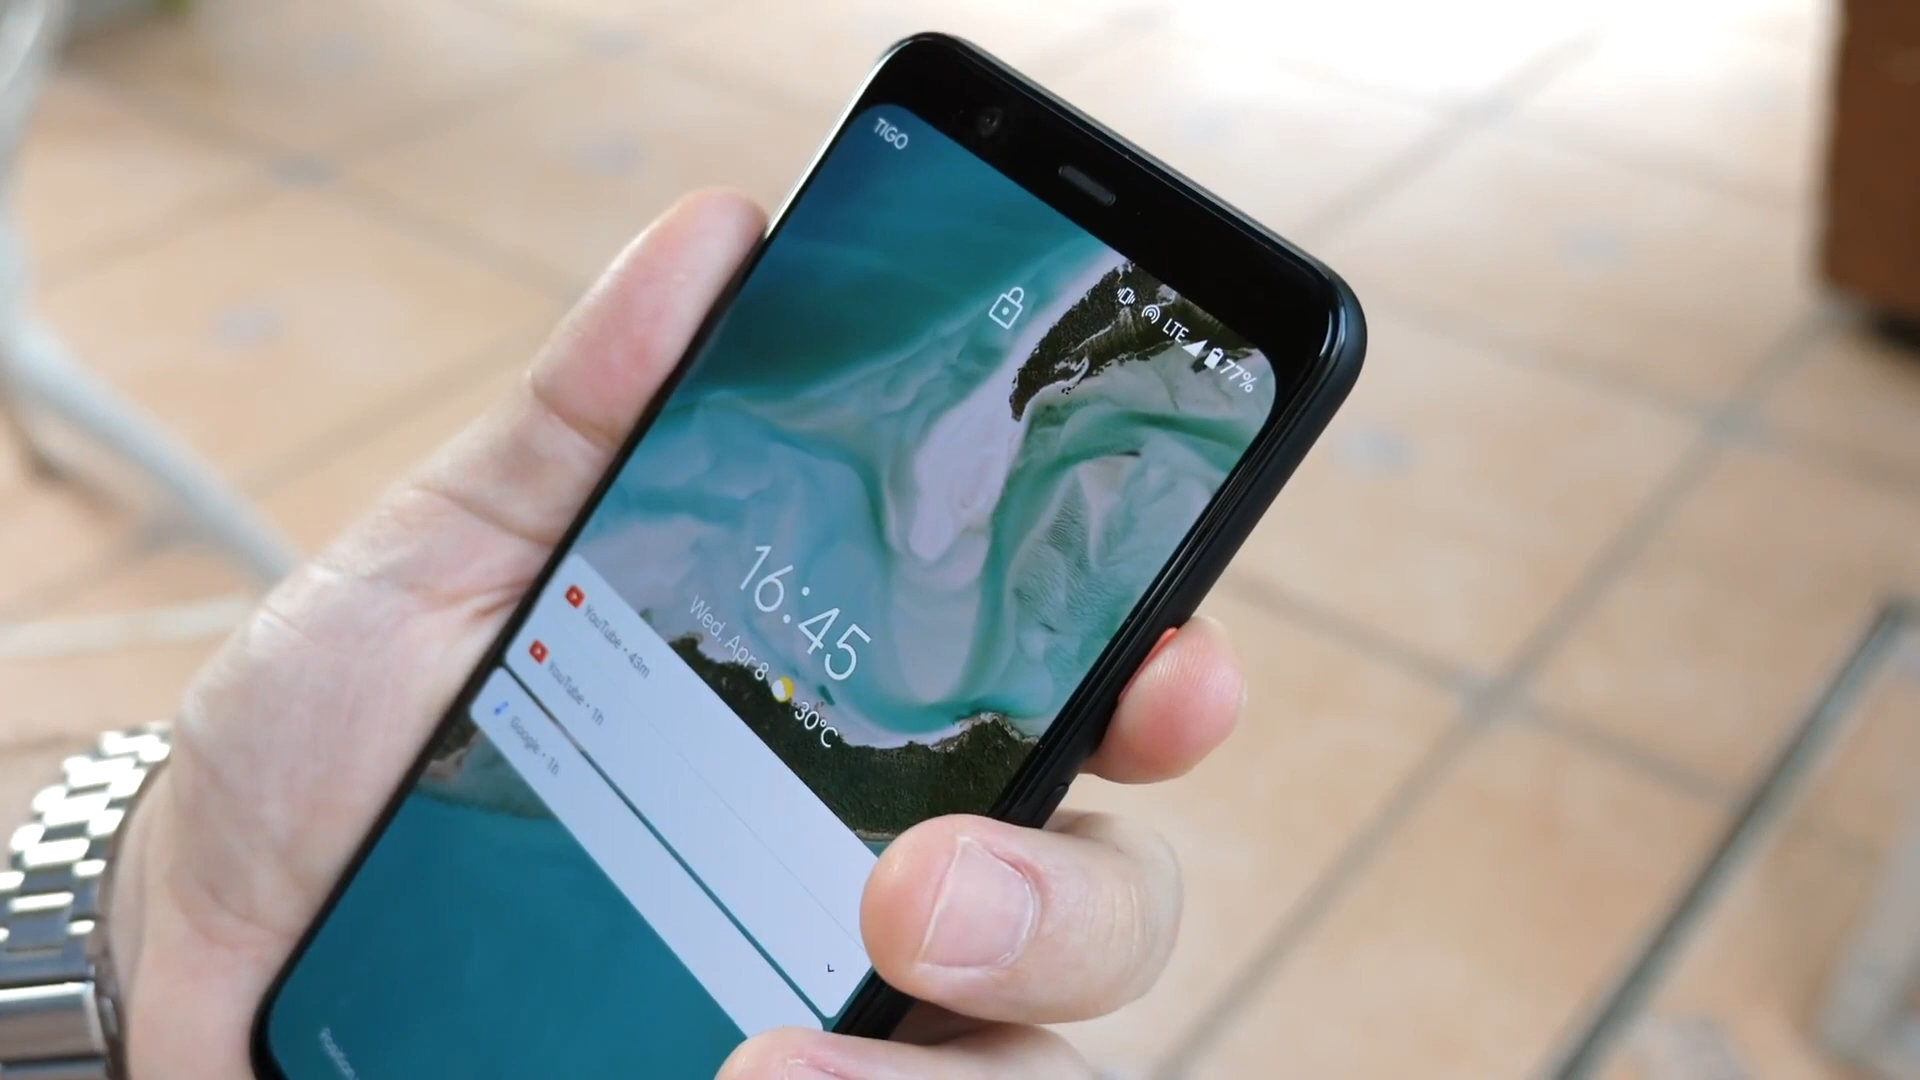 TIGO
LTE 77%
16:45
Wed, Apr 8 30°C
YouTube • 43m
YouTube • 1h
Google • 1h